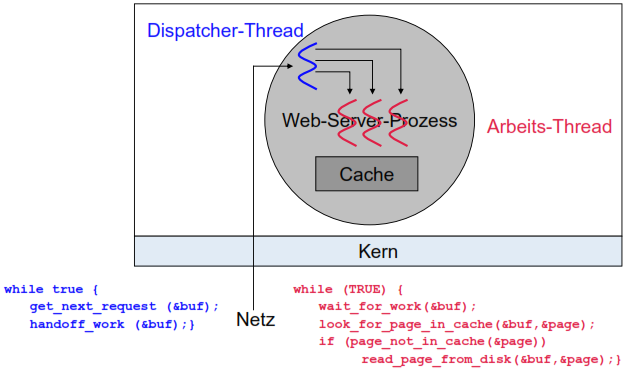 Dispatcher-Thread
Web-Server-Prozess
Arbeits-Thread
Cache
Kern
while true {
get_next_request (&buf);
handoff_work (&buf);}
Netz
while (TRUE) {
wait_for_work(&buf);
look_for_page_in_cache(&buf,&page);
if (page_not_in_cache(&page))
read_page_from_disk(&buf,&page);}